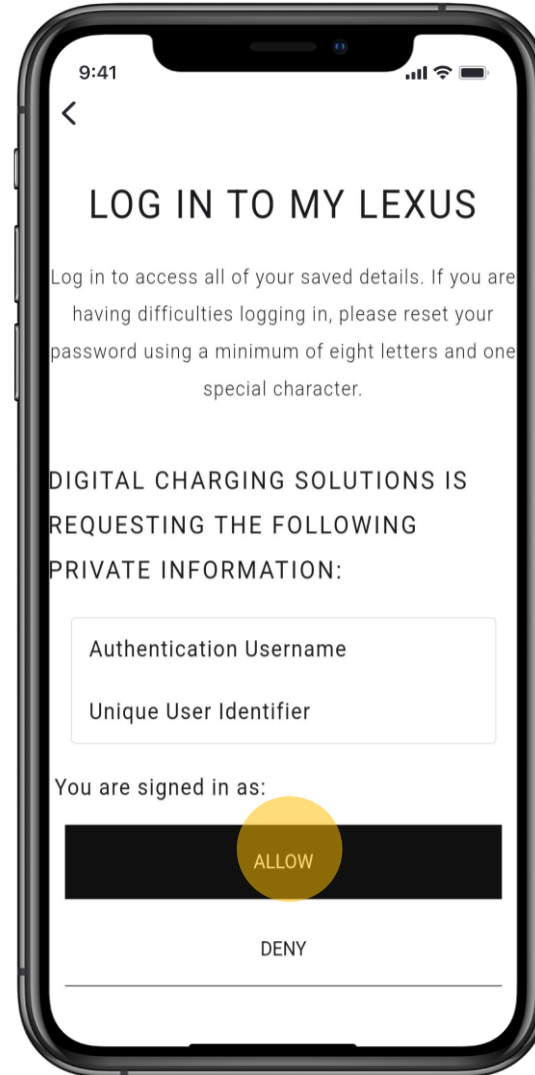 9:41
LOG IN TO MY LEXUS
Log in to access all of your saved details. If you are
having difficulties logging in, please reset your
password using a minimum of eight letters and one
special character.
DIGITAL CHARGING SOLUTIONS IS
REQUESTING THE FOLLOWING
PRIVATE INFORMATION:
Authentication Username
Unique User Identifier
You are signed in as:
ALLOW
DENY